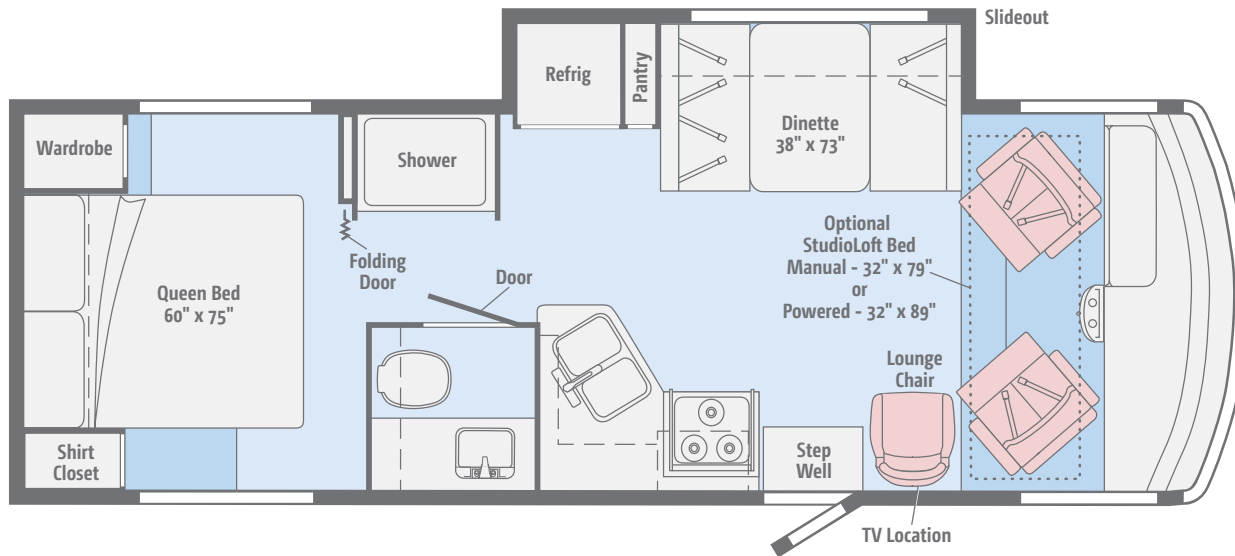 Slideout
Refrig
Pantry
Dinette
38" x 73"
Wardrobe
Shower
Optional
StudioLoft Bed
Manual - 32" x 79"
or
Powered - 32" x 89"
Folding
Door
Door
Queen Bed
60" x 75"
Lounge
Chair
Shirt
Closet
Step
Well
TV Location